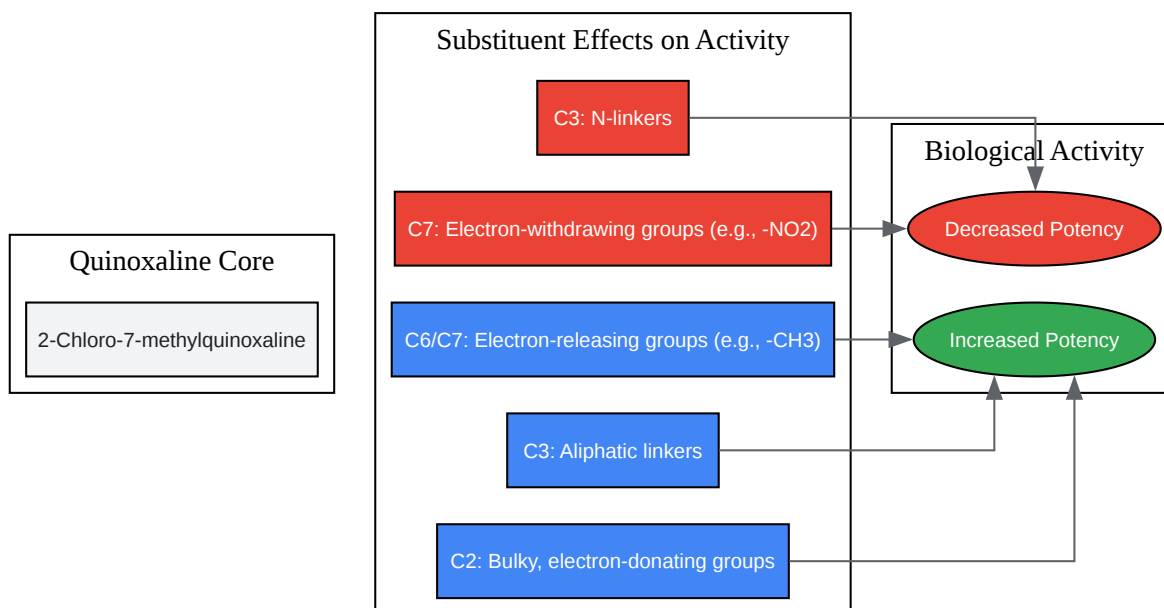 Substituent Effects on Activity
C3: N-linkers
Biological Activity
C7: Electron-withdrawing groups (e.g., -NO2)
Decreased Potency
Quinoxaline Core
2-Chloro-7-methylquinoxaline
C6/C7: Electron-releasing groups (e.g., -CH3)
Increased Potency
C3: Aliphatic linkers
C2: Bulky, electron-donating groups